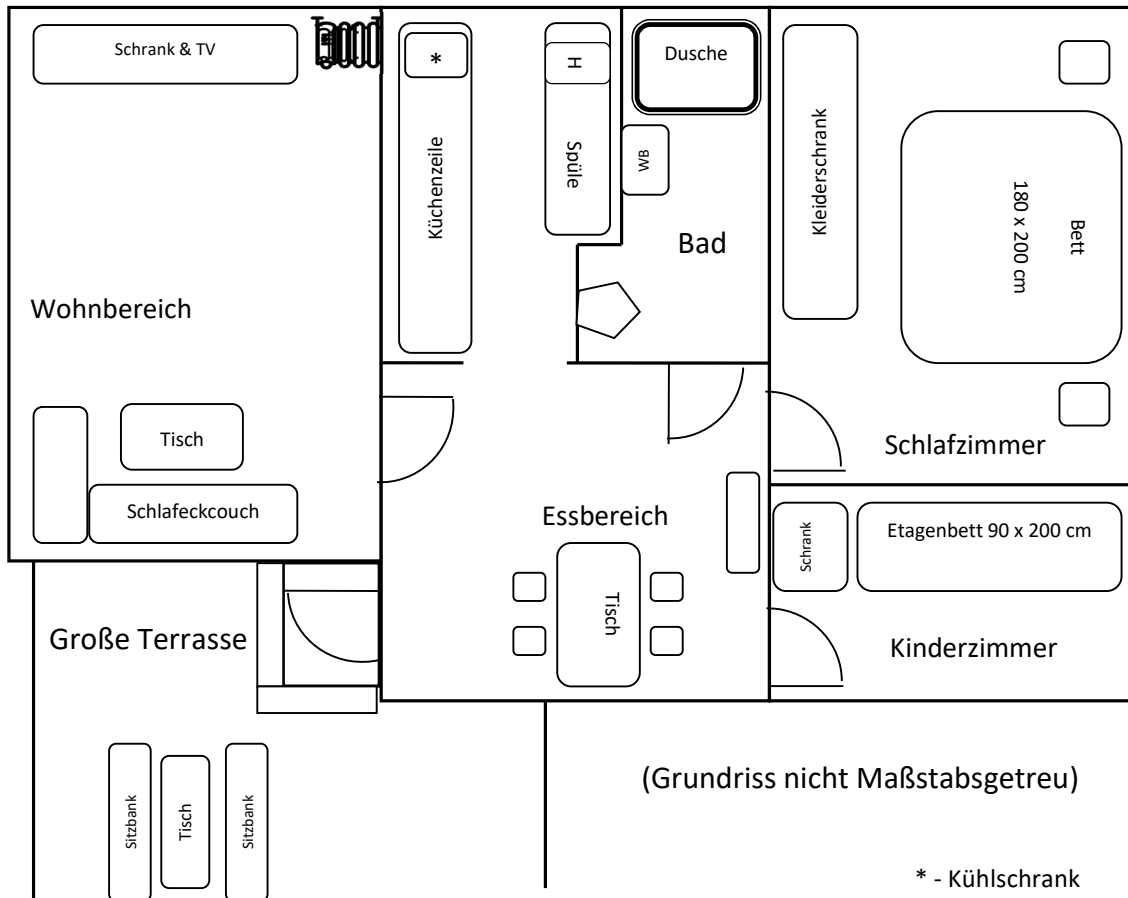 Schrank & TV
*
H
Dusche
Küchenzeile
Spüle
WB
Kleiderschrank
180 x 200 cm
Bett
Bad
Wohnbereich
Tisch
Schlafeckcouch
Schlafzimmer
Essbereich
Schrank
Etagenbett 90 x 200 cm
Tisch
Große Terrasse
Kinderzimmer
Sitzbank
Tisch
Sitzbank
(Grundriss nicht Maßstabsgetreu)
* - Kühlschrank